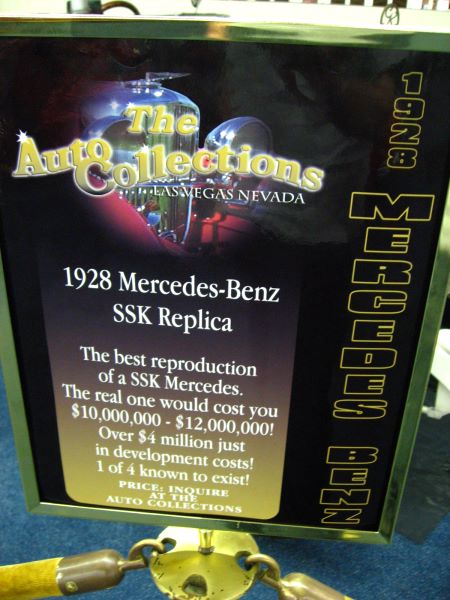 The
Auto Collections
LAS VEGAS NEVADA
1928 Mercedes-Benz
SSK Replica
The best reproduction
of a SSK Mercedes.
The real one would cost you
$10,000,000 - $12,000,000!
Over $4 million just
in development costs!
1 of 4 known to exist!
PRICE: INQUIRE
AT THE
AUTO COLLECTIONS
1928 MERCEDES BENZ